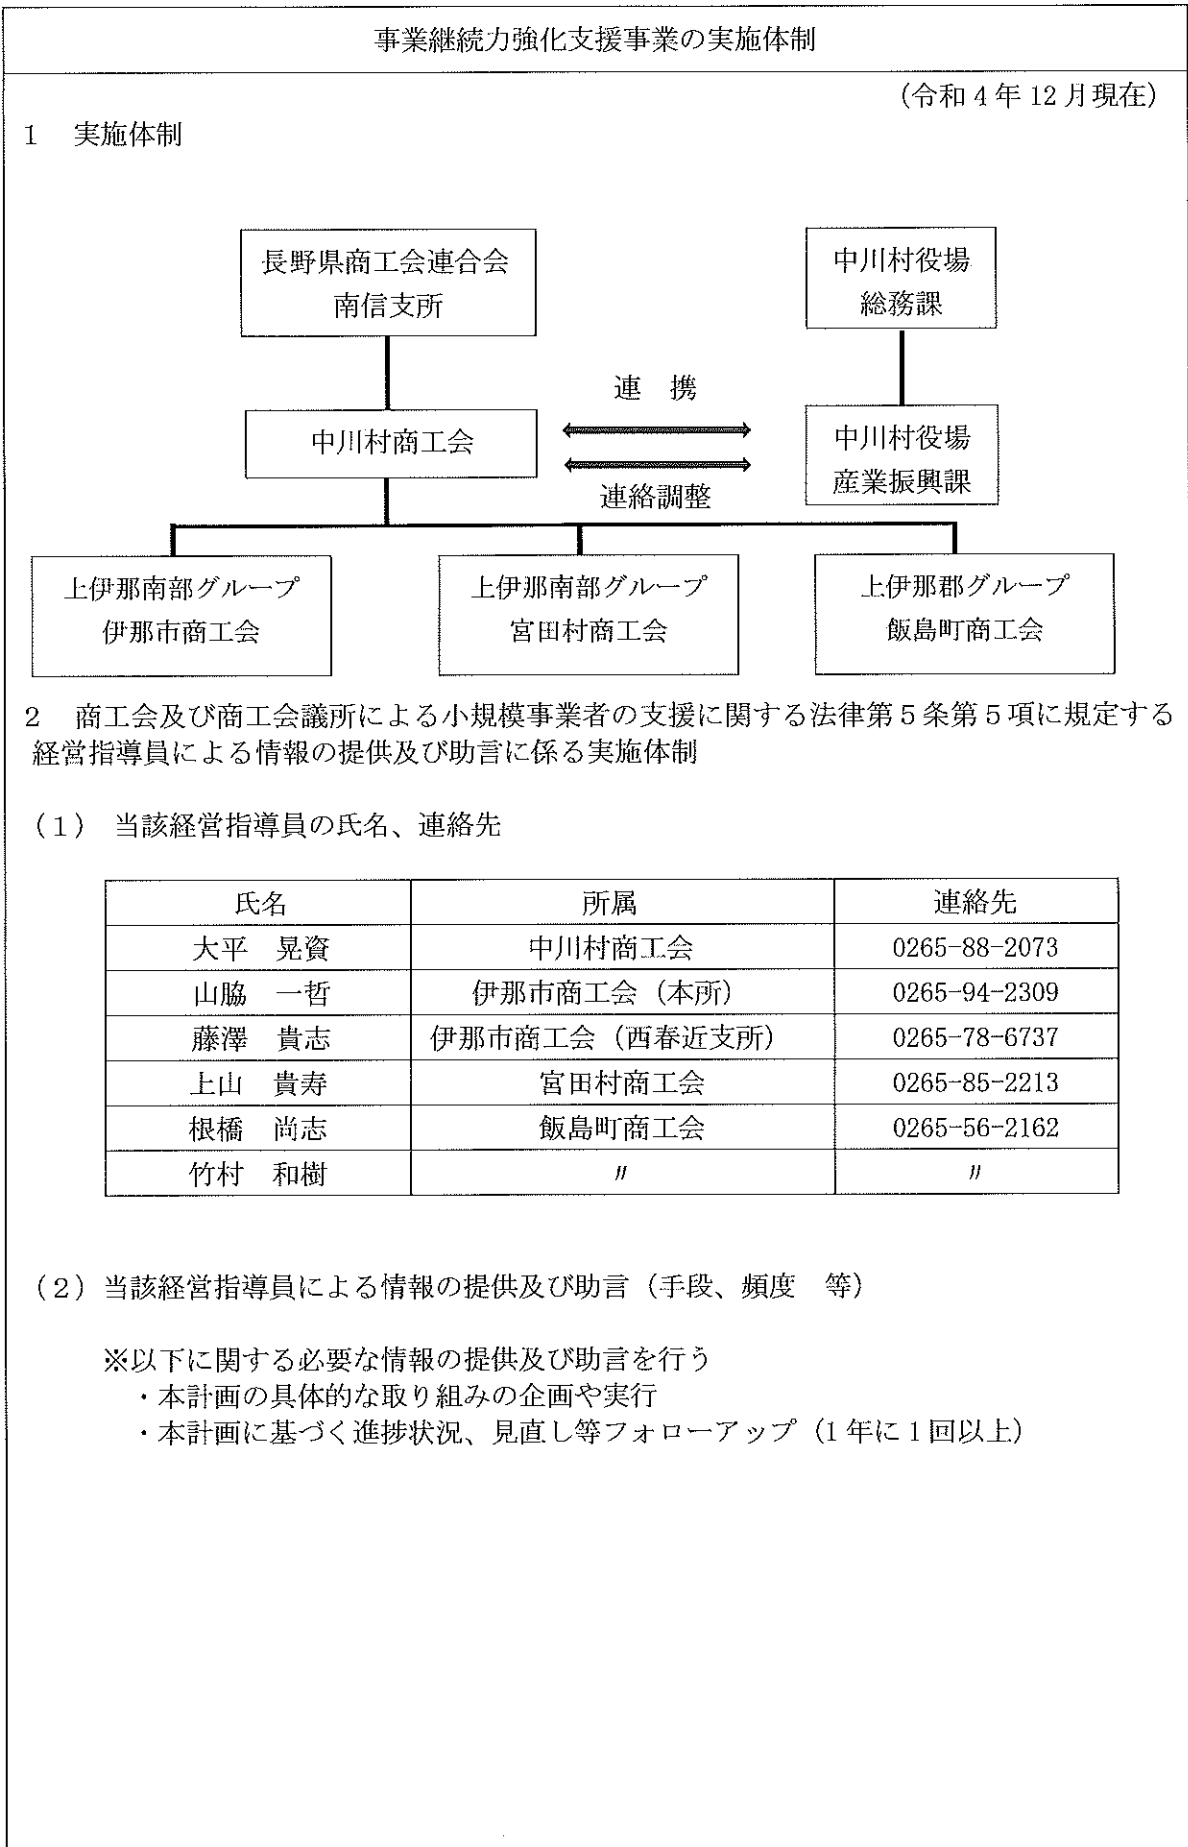 事業継続力強化支援事業の実施体制
(令和4年12月現在)
1 実施体制
長野県商工会連合会
南信支所
中川村役場
総務課
連 携
中川村商工会
中川村役場
産業振興課
連絡調整
上伊那南部グループ
伊那市商工会
上伊那南部グループ
宮田村商工会
上伊那郡グループ
飯島町商工会
2 商工会及び商工会議所による小規模事業者の支援に関する法律第5条第5項に規定する
経営指導員による情報の提供及び助言に係る実施体制
(1) 当該経営指導員の氏名、連絡先
氏名 所属 連絡先
大平 晃資 中川村商工会 0265-88-2073
山脇 一哲 伊那市商工会(本所) 0265-94-2309
藤澤 貴志 伊那市商工会(西春近支所) 0265-78-6737
上山 貴寿 宮田村商工会 0265-85-2213
根橋 尚志 飯島町商工会 0265-56-2162
竹村 和樹 〃 〃
(2)当該経営指導員による情報の提供及び助言(手段、頻度 等)
※以下に関する必要な情報の提供及び助言を行う
・本計画の具体的な取り組みの企画や実行
・本計画に基づく進捗状況、見直し等フォローアップ(1年に1回以上)